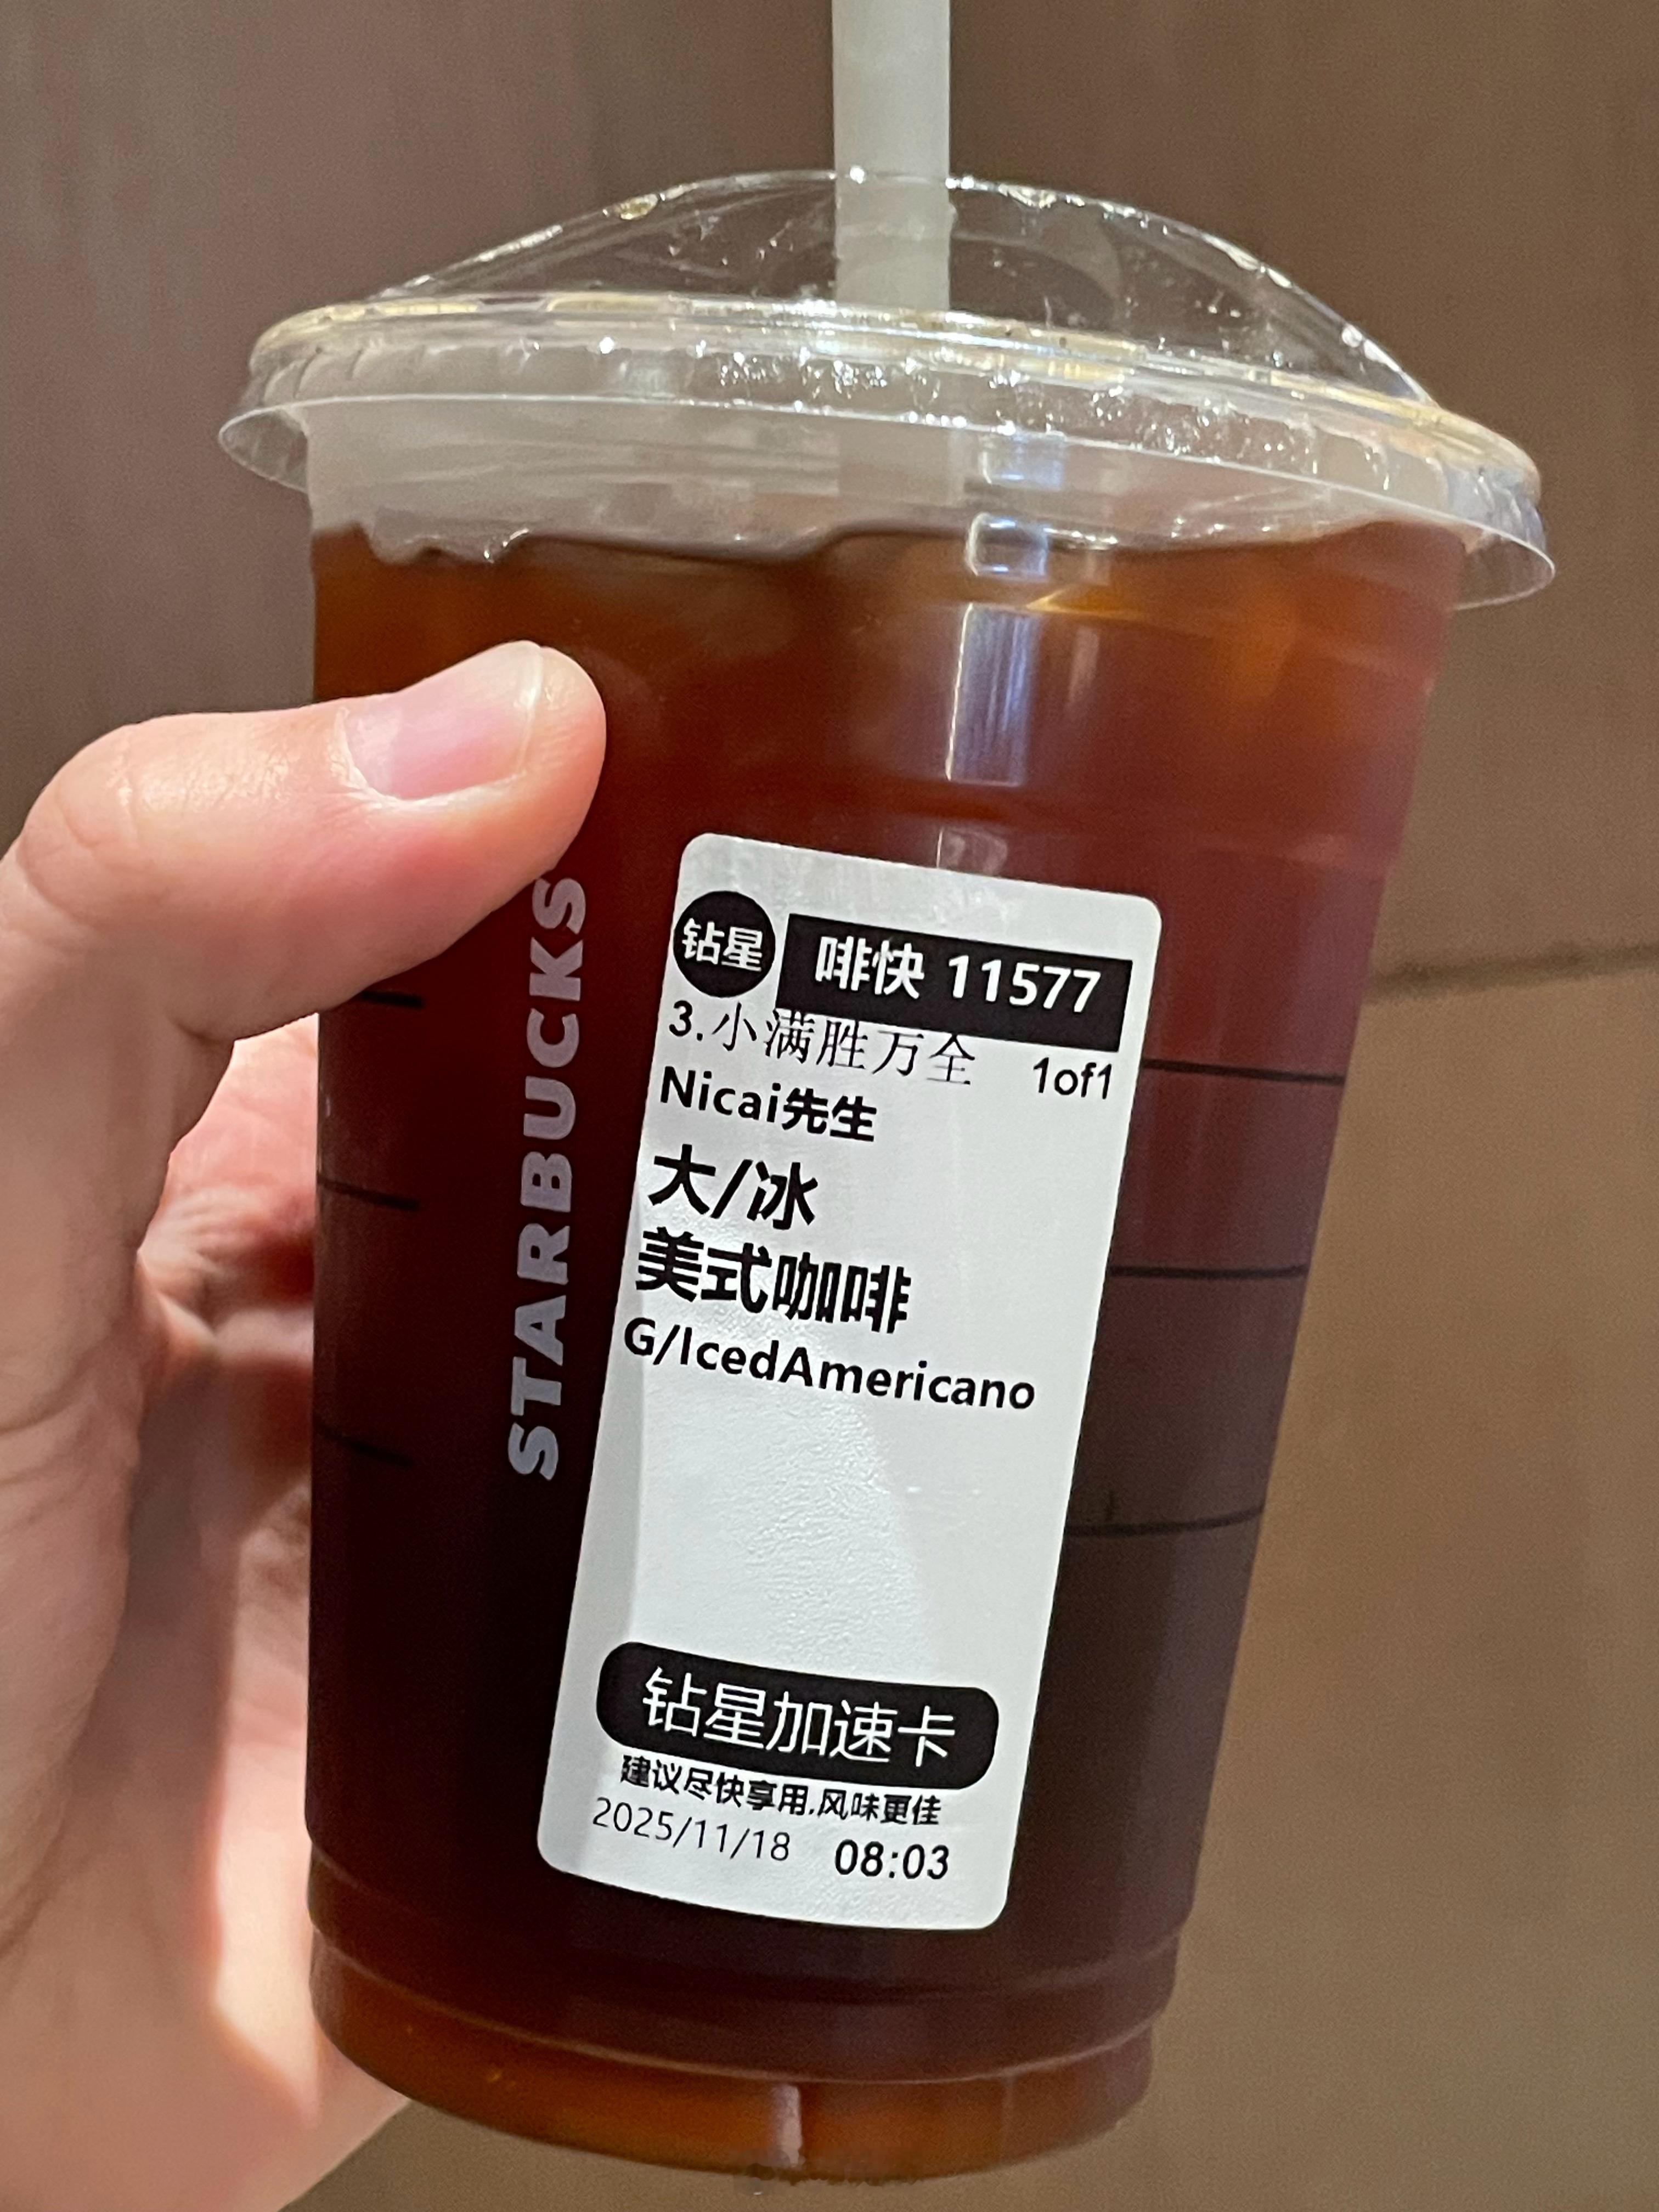 STARBUCKS
钻星 啡快 11577
3.小满胜万全 1of1
Nicai先生
大/冰
美式咖啡
G/IcedAmericano
钻星加速卡
建议尽快享用,风味更佳
2025/11/18 08:03